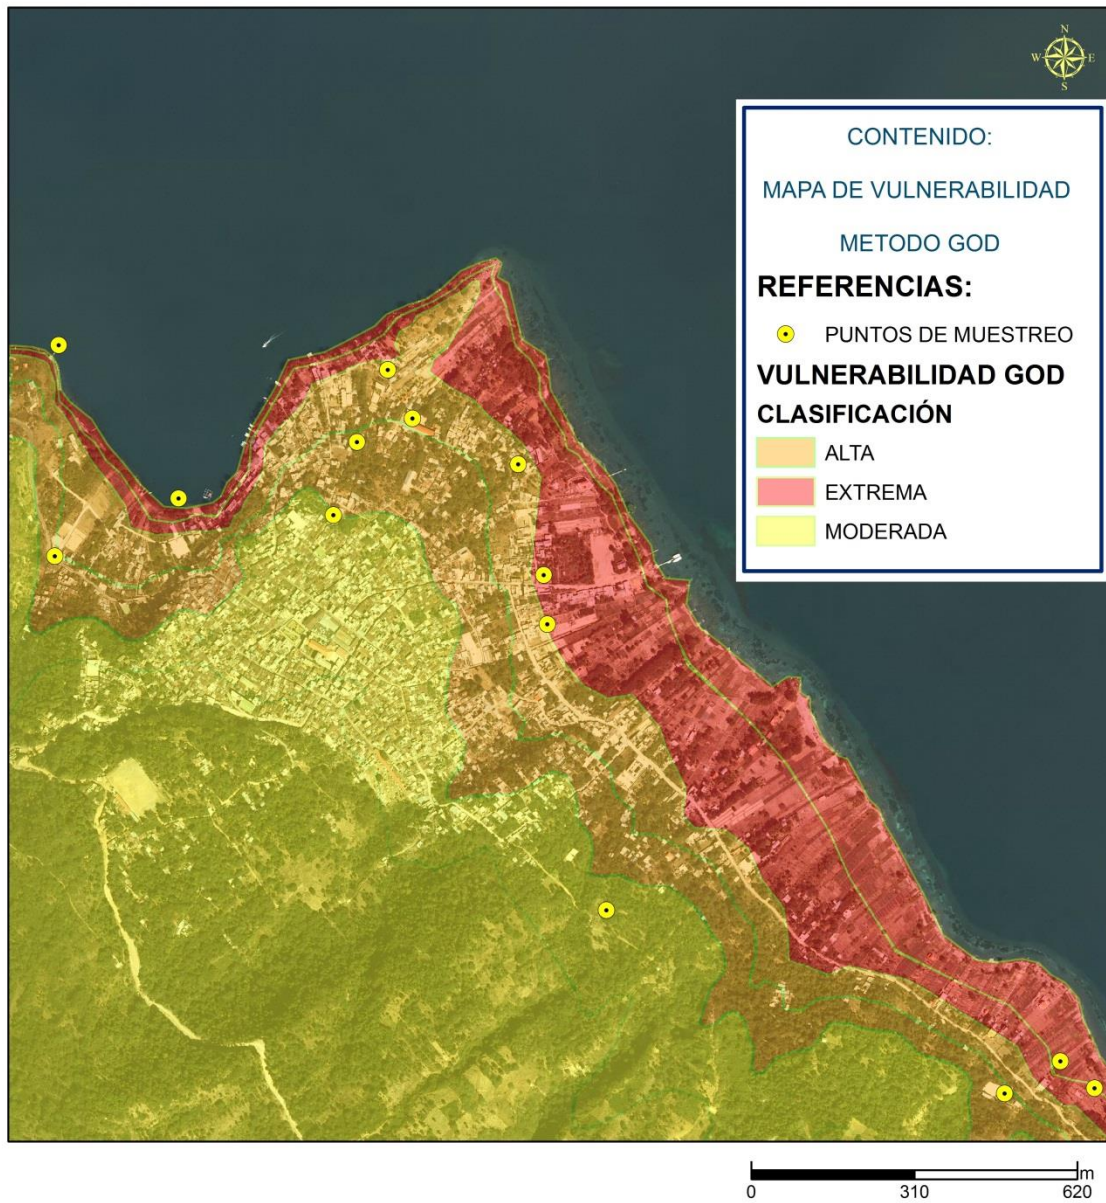 N
W E
S
CONTENIDO:
MAPA DE VULNERABILIDAD
METODO GOD
REFERENCIAS:
PUNTOS DE MUESTREO
VULNERABILIDAD GOD
CLASIFICACIÓN
ALTA
EXTREMA
MODERADA
m
0 310 620